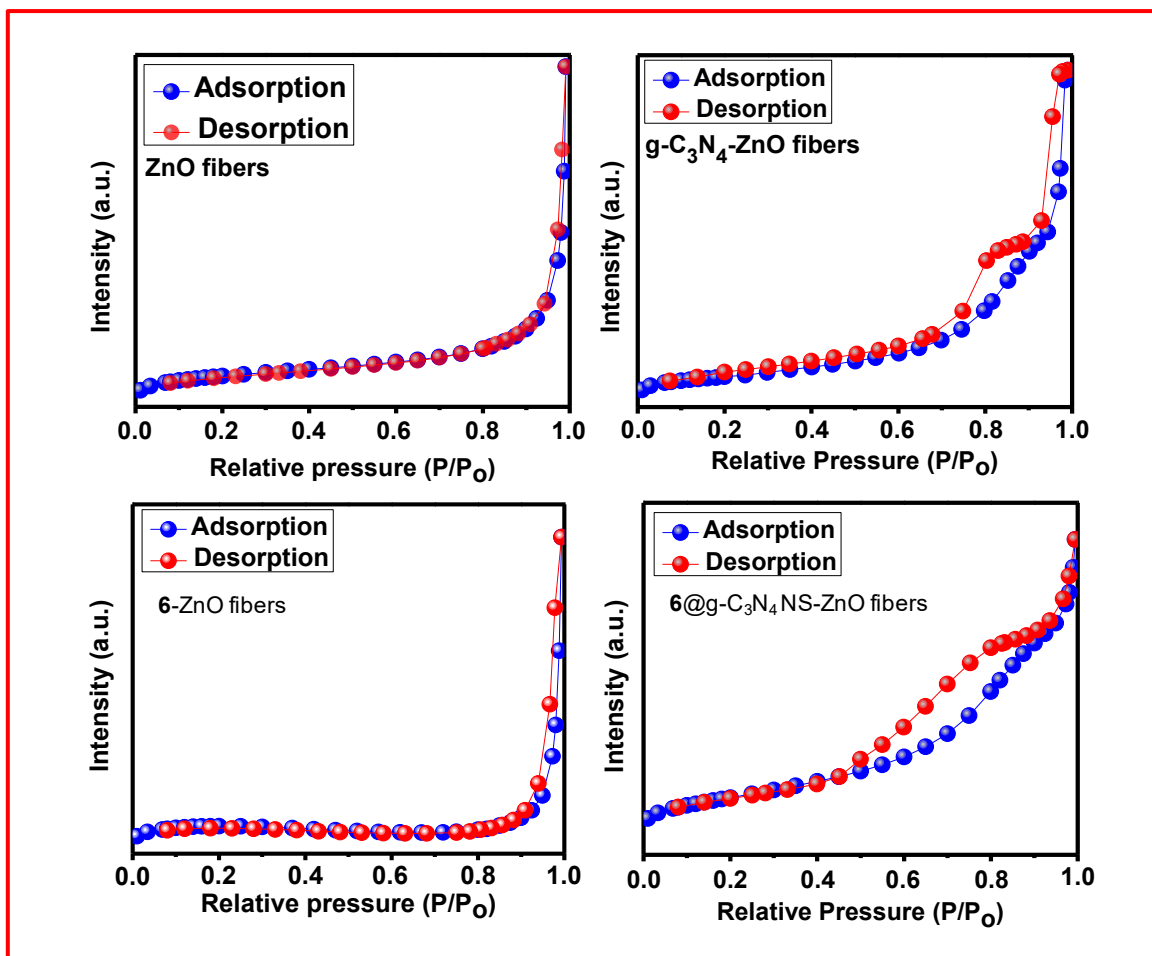 Adsorption
Desorption
ZnO fibers
Intensity (a.u.)
0.0 0.2 0.4 0.6 0.8 1.0
Relative pressure (P/Po)
Adsorption
Desorption
g-C3N4-ZnO fibers
Intensity (a.u.)
0.0 0.2 0.4 0.6 0.8 1.0
Relative Pressure (P/Po)
Adsorption
Desorption
6-ZnO fibers
Intensity (a.u.)
0.0 0.2 0.4 0.6 0.8 1.0
Relative pressure (P/Po)
Adsorption
Desorption
6@g-C3N4 NS-ZnO fibers
Intensity (a.u.)
0.0 0.2 0.4 0.6 0.8 1.0
Relative Pressure (P/Po)